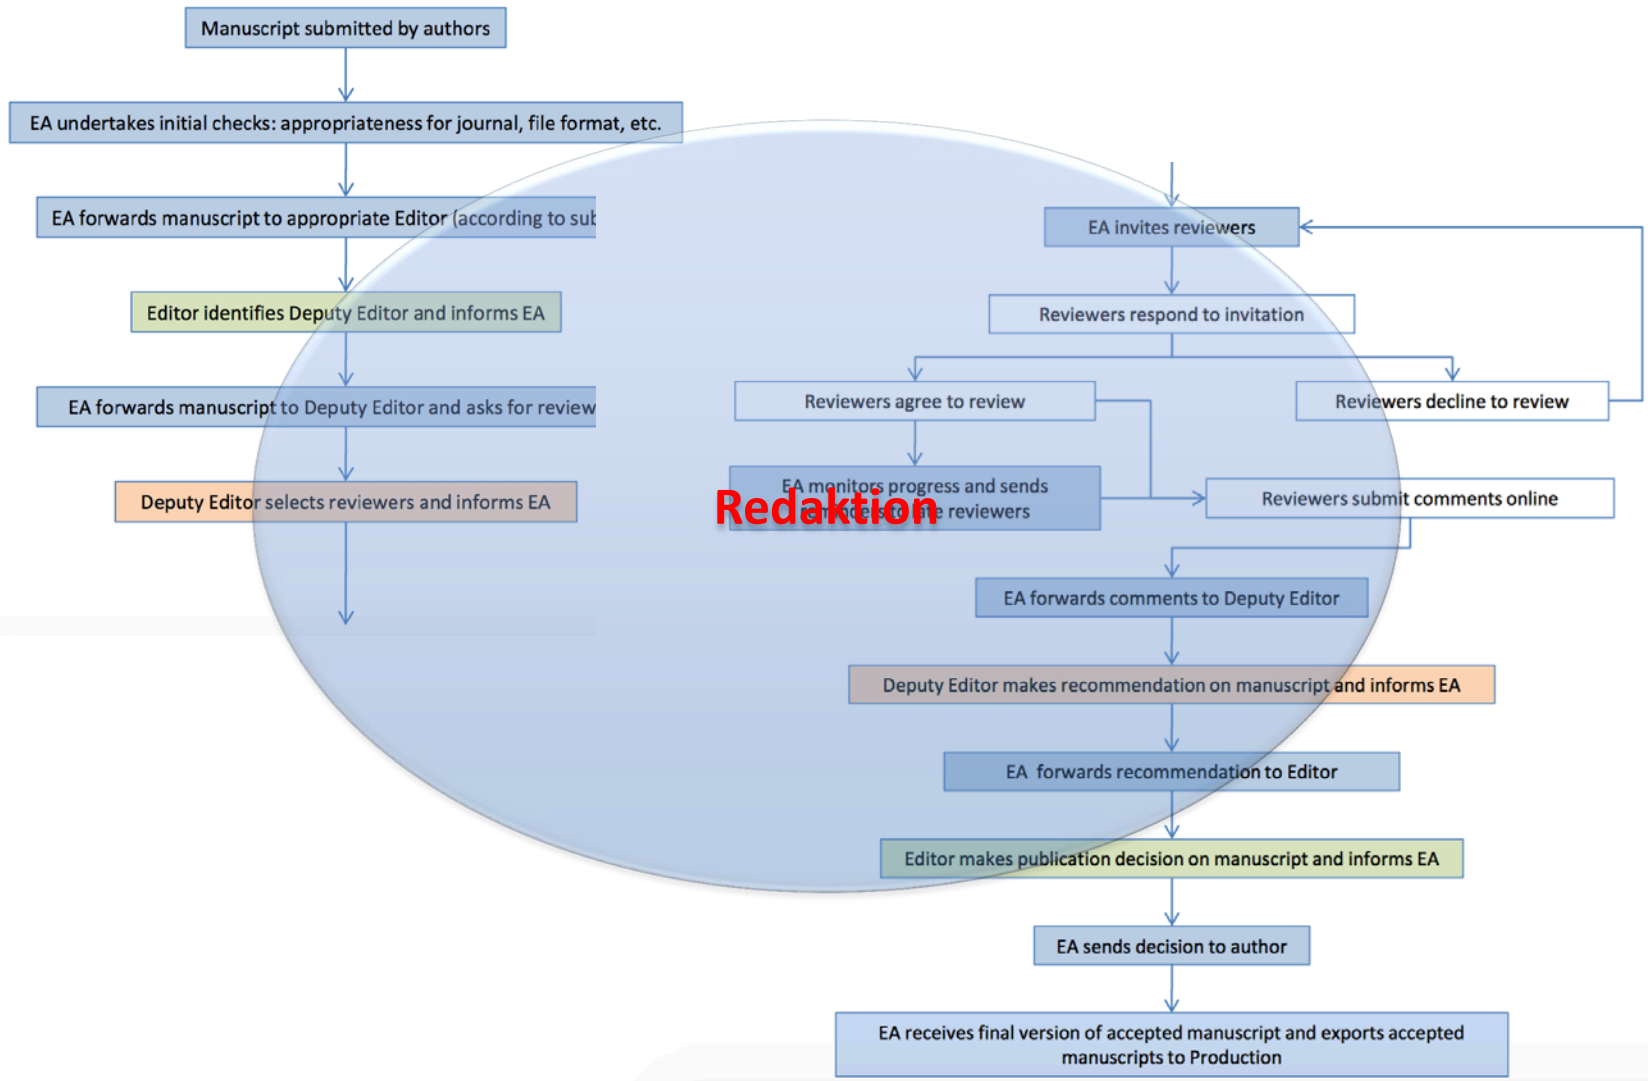 Manuscript submitted by authors
EA undertakes initial checks: appropriateness for journal, file format, etc.
EA forwards manuscript to appropriate Editor (according to sub
Editor identifies Deputy Editor and informs EA
EA forwards manuscript to Deputy Editor and asks for review
Deputy Editor selects reviewers and informs EA
EA invites reviewers
Reviewers respond to invitation
Reviewers agree to review
Reviewers decline to review
EA monitors progress and sends
reminders to late reviewers
Redaktion
Reviewers submit comments online
EA forwards comments to Deputy Editor
Deputy Editor makes recommendation on manuscript and informs EA
EA forwards recommendation to Editor
Editor makes publication decision on manuscript and informs EA
EA sends decision to author
EA receives final version of accepted manuscript and exports accepted
manuscripts to Production